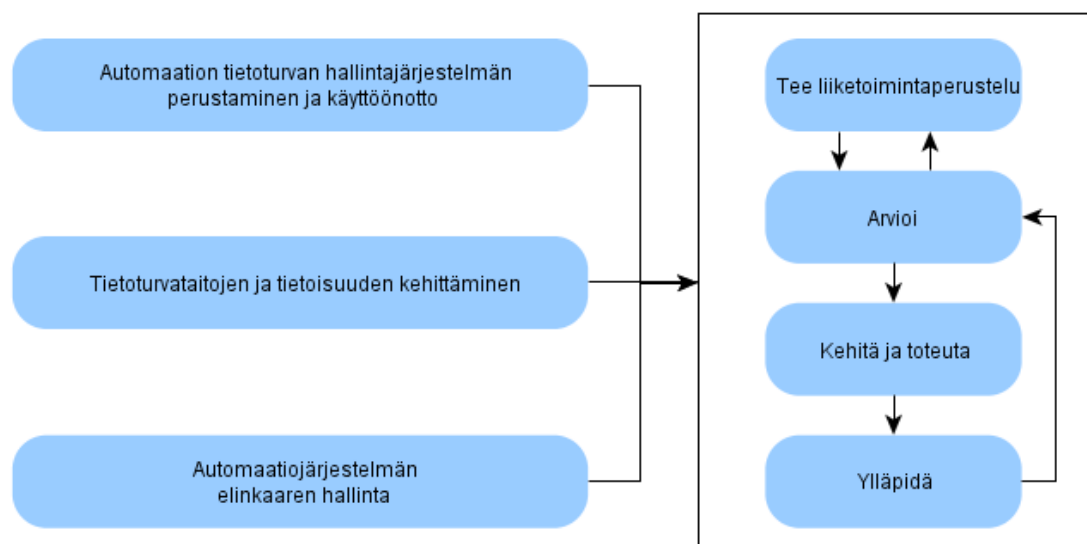 Automaation tietoturvan hallintajärjestelmän
perustaminen ja käyttöönotto
Tietoturvataitojen ja tietoisuuden kehittäminen
Automaatiojärjestelmän
elinkaaren hallinta
Tee liiketoimintaperustelu
Arvioi
Kehitä ja toteuta
Ylläpidä